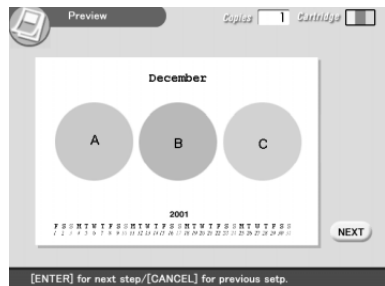 Preview
Copies 1 Cartridge
December
A B C
2001
F S S M T W T F S S M T W T F S S M T W T F S S M T W T F S S
NEXT
[ENTER] for next step/[CANCEL] for previous setp.